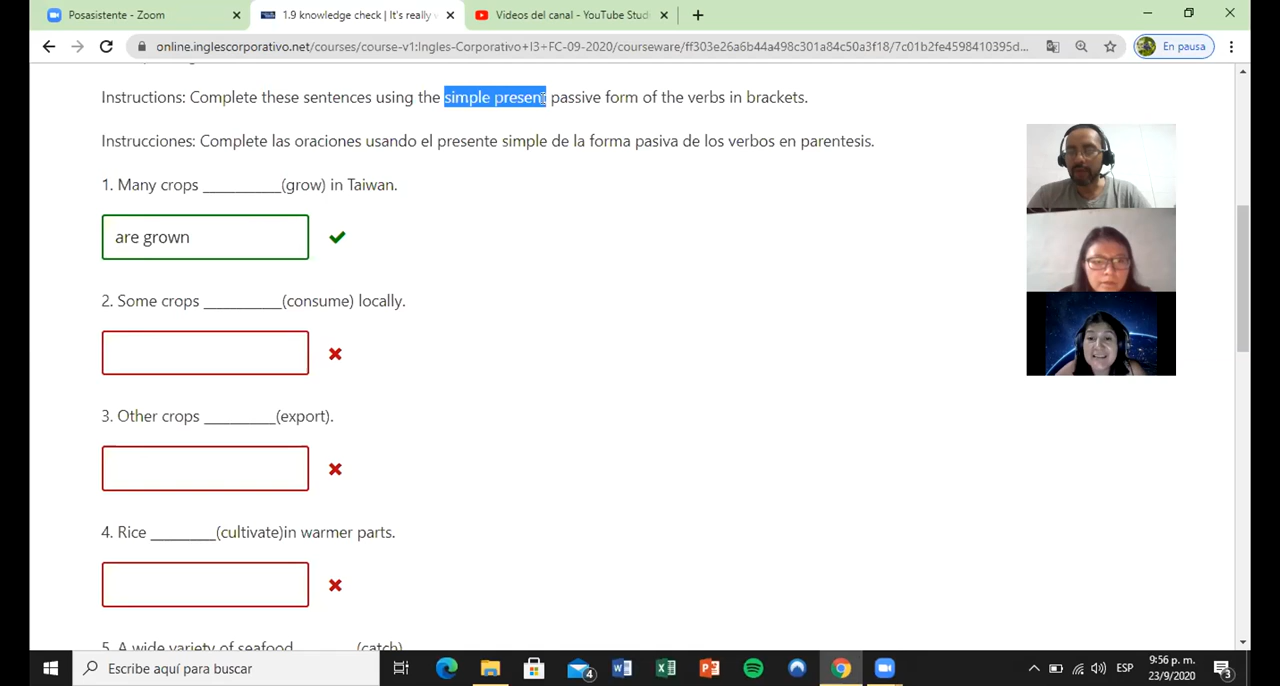 Posasistente - Zoom
1.9 knowledge check | It's really
Videos del canal - YouTube Stud
online.inglescorporativo.net/courses/course-v1:Ingles-Corporativo+I3+FC-09-2020/courseware/ff303e26a6b44a498c301a84c50a3f18/7c01b2fe4598410395d...
En pausa
Instructions: Complete these sentences using the simple present passive form of the verbs in brackets.
Instrucciones: Complete las oraciones usando el presente simple de la forma pasiva de los verbos en parentesis.
1. Many crops __________(grow) in Taiwan.
are grown
2. Some crops __________(consume) locally.
3. Other crops _________(export).
4. Rice ________(cultivate)in warmer parts.
5. A wide variety of seafood ________(catch)
Escribe aquí para buscar
4
ESP
9:56 p. m.
23/9/2020
3